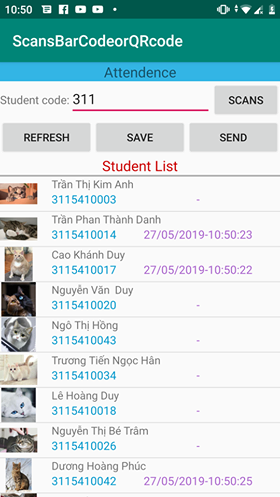 10:50
ScansBarCodeorQRcode
Attendence
Student code: 311 SCANS
REFRESH SAVE SEND
Student List
Trần Thị Kim Anh
3115410003 -
Trần Phan Thành Danh
3115410014 27/05/2019-10:50:23
Cao Khánh Duy
3115410017 27/05/2019-10:50:22
Nguyễn Văn Duy
3115410020 -
Ngô Thị Hồng
3115410043 -
Trương Tiến Ngọc Hân
3115410034 -
Lê Hoàng Duy
3115410018 -
Nguyễn Thị Bé Trâm
3115410026 -
Dương Hoàng Phúc
3115410042 27/05/2019-10:50:25